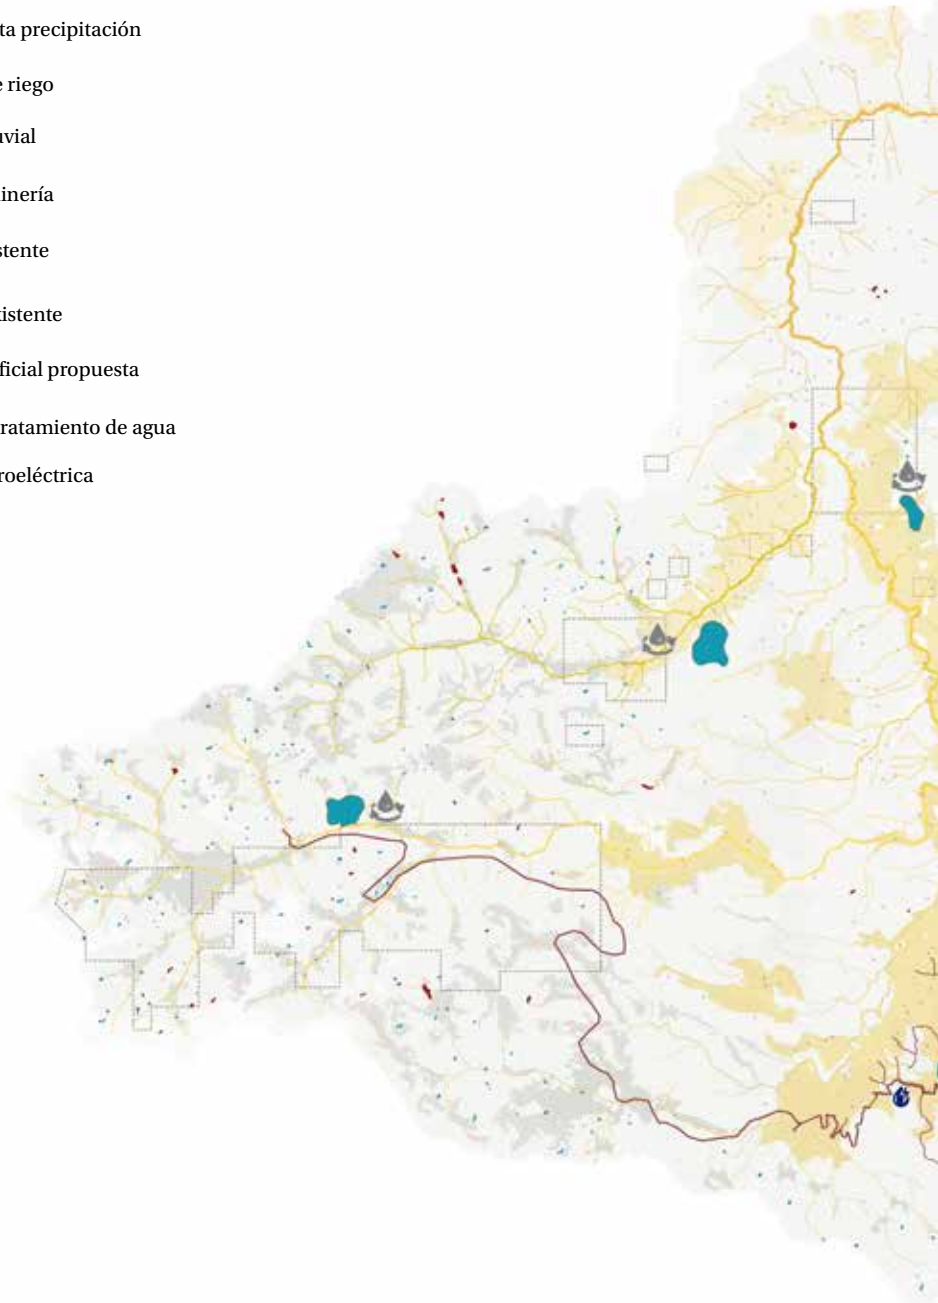 ta precipitación
e riego
uvial
inería
stente
xistente
ficial propuesta
ratamiento de agua
roeléctrica